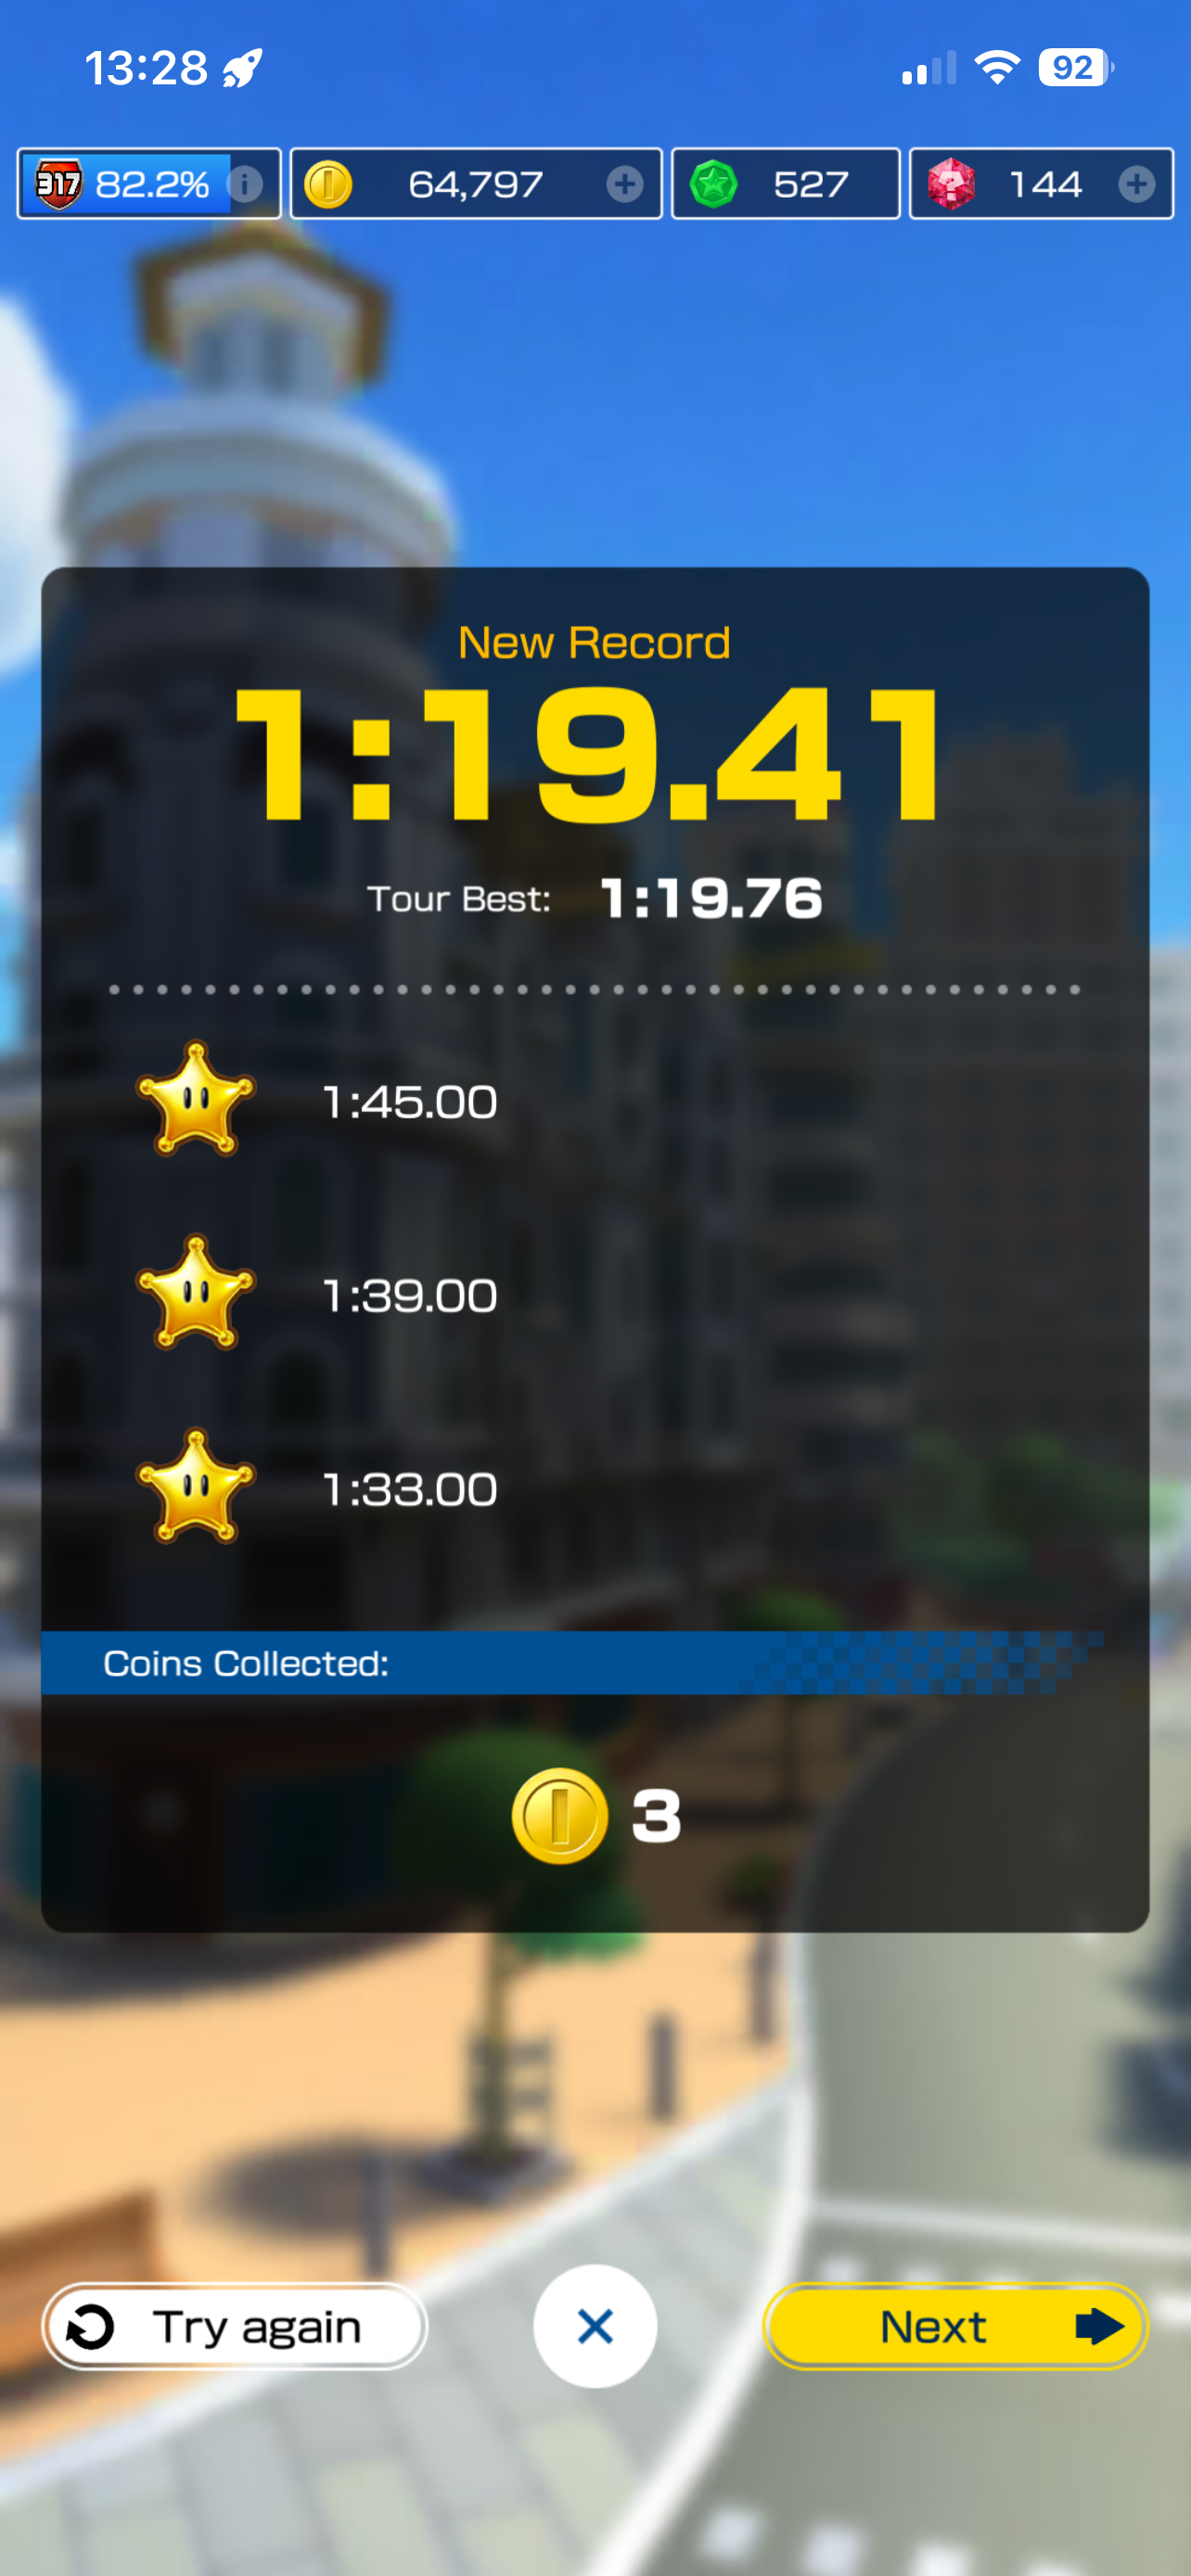 13:28 92
317 82.2% i 64,797 + 527 ? 144 +
New Record
1:19.41
Tour Best: 1:19.76
1:45.00
1:39.00
1:33.00
Coins Collected:
3
Try again × Next